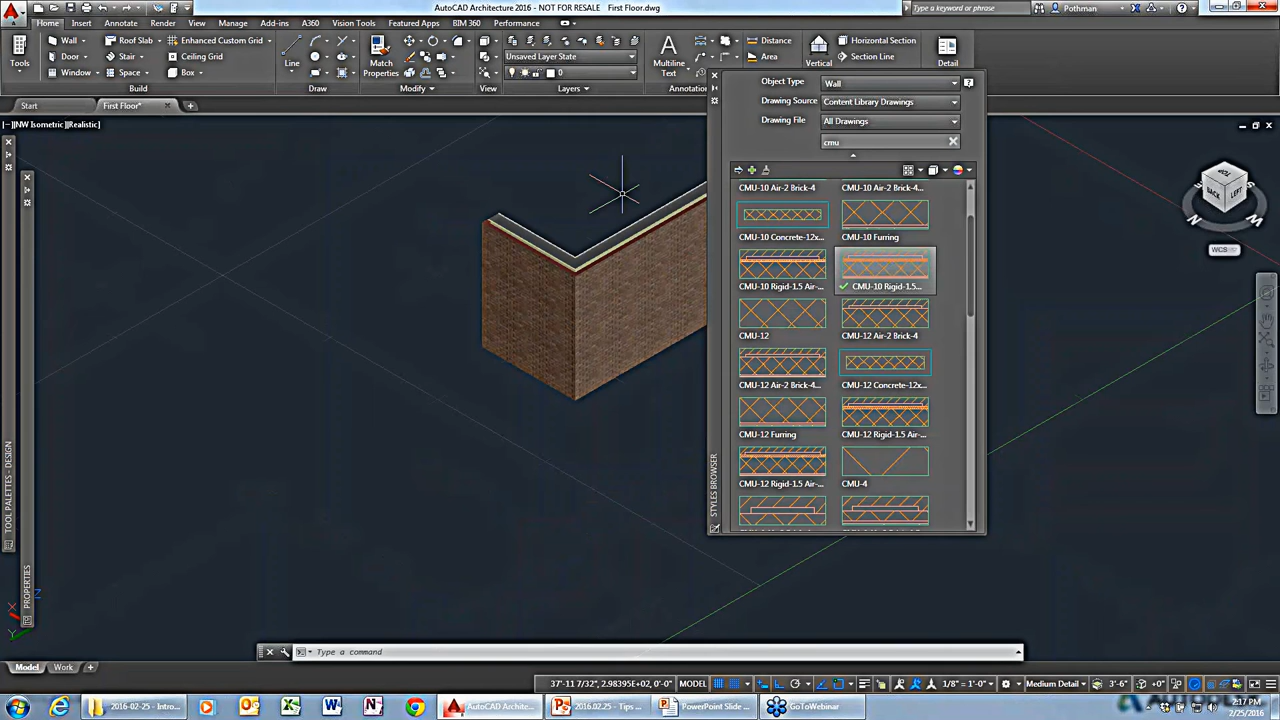 AutoCAD Architecture 2016 - NOT FOR RESALE First Floor.dwg
Type a keyword or phrase
Pothman
Home Insert Annotate Render View Manage Add-ins A360 Vision Tools Featured Apps BIM 360 Performance
Tools
Wall
Door
Window
Roof Slab
Stair
Space
Enhanced Custom Grid
Ceiling Grid
Box
Build
Line
Draw
Match
Properties
Modify
View
Unsaved Layer State
0
Layers
Multiline
Text
Distance
Area
Annotation
Vertical
Horizontal Section
Section Line
Detail
Start
First Floor*
[–][NW Isometric][Realistic]
Object Type
Wall
Drawing Source
Content Library Drawings
Drawing File
All Drawings
cmu
CMU-10 Air-2 Brick-4
CMU-10 Air-2 Brick-4...
CMU-10 Concrete-12x...
CMU-10 Furring
CMU-10 Rigid-1.5 Air-...
CMU-10 Rigid-1.5...
CMU-12
CMU-12 Air-2 Brick-4
CMU-12 Air-2 Brick-4...
CMU-12 Concrete-12x...
CMU-12 Furring
CMU-12 Rigid-1.5 Air-...
CMU-12 Rigid-1.5 Air-...
CMU-4
STYLES BROWSER
TOP
BACK
LEFT
N
W
WCS
TOOL PALETTES - DESIGN
PROPERTIES
Z
X
Y
Type a command
Model
Work
37'-11 7/32", 2.98395E+02, 0'-0"
MODEL
1/8" = 1'-0"
Medium Detail
3'-6"
+0"
2016-02-25 - Intro...
AutoCAD Archite...
2016.02.25 - Tips ...
PowerPoint Slide ...
GoToWebinar
2:17 PM
2/25/2016